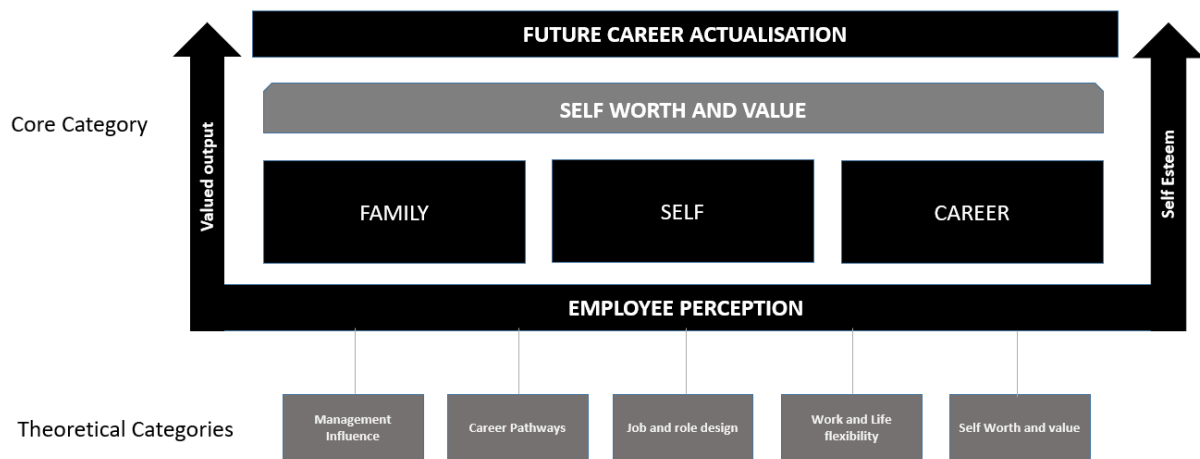 FUTURE CAREER ACTUALISATION
Core Category
SELF WORTH AND VALUE
Valued output
FAMILY
SELF
CAREER
Self Esteem
EMPLOYEE PERCEPTION
Theoretical Categories
Management
Influence
Career Pathways
Job and role design
Work and Life
flexibility
Self Worth and value